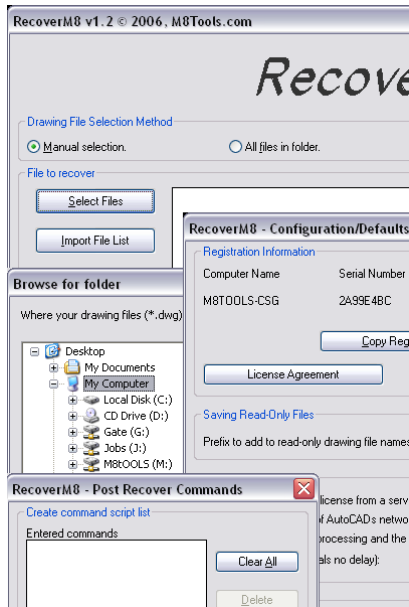 RecoverM8 v1.2 © 2006, M8Tools.com
Recove
Drawing File Selection Method
Manual selection.
All files in folder.
File to recover
Select Files
Import File List
RecoverM8 - Configuration/Defaults
Registration Information
Computer Name
Serial Number
M8TOOLS-CSG
2A99E4BC
Copy Reg
License Agreement
Saving Read-Only Files
Prefix to add to read-only drawing file names
Browse for folder
Where your drawing files (*.dwg)
Desktop
My Documents
My Computer
Local Disk (C:)
CD Drive (D:)
Gate (G:)
Jobs (J:)
M8tOOLS (M:)
RecoverM8 - Post Recover Commands
Create command script list
Entered commands
Clear All
Delete
license from a serv
of AutoCADs netwo
processing and the
als no delay):